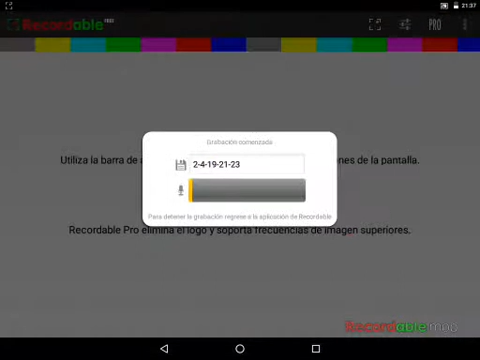 21:37
Recordable
PRO
Grabación comenzada
Utiliza la barra de
ones de la pantalla.
2-4-19-21-23
Para detener la grabación regrese a la aplicación de Recordable
Recordable Pro elimina el logo y soporta frecuencias de imagen superiores.
Recordable.mobi